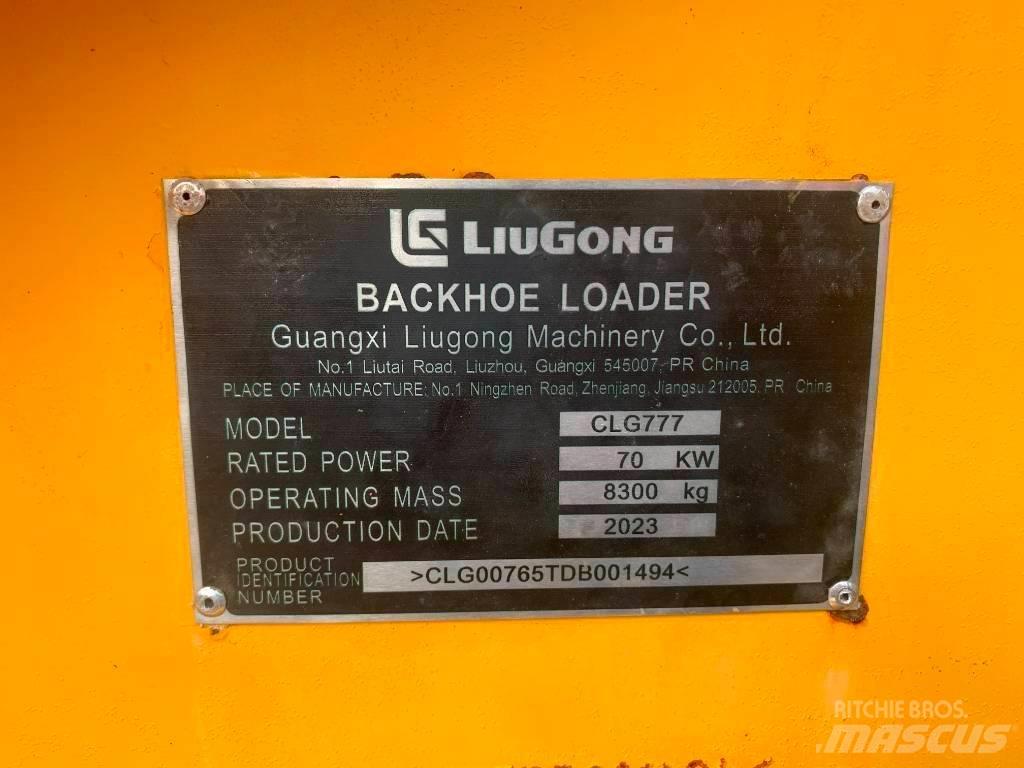 LG LIUGONG
BACKHOE LOADER
Guangxi Liugong Machinery Co., Ltd.
No.1 Liutai Road, Liuzhou, Guangxi 545007, PR China
PLACE OF MANUFACTURE: No.1 Ningzhen Road, Zhenjiang, Jiangsu 212005, PR China
MODEL CLG777
RATED POWER 70 KW
OPERATING MASS 8300 kg
PRODUCTION DATE 2023
PRODUCT
IDENTIFICATION >CLG00765TDB001494<
NUMBER
RITCHIE BROS.
MASCUS